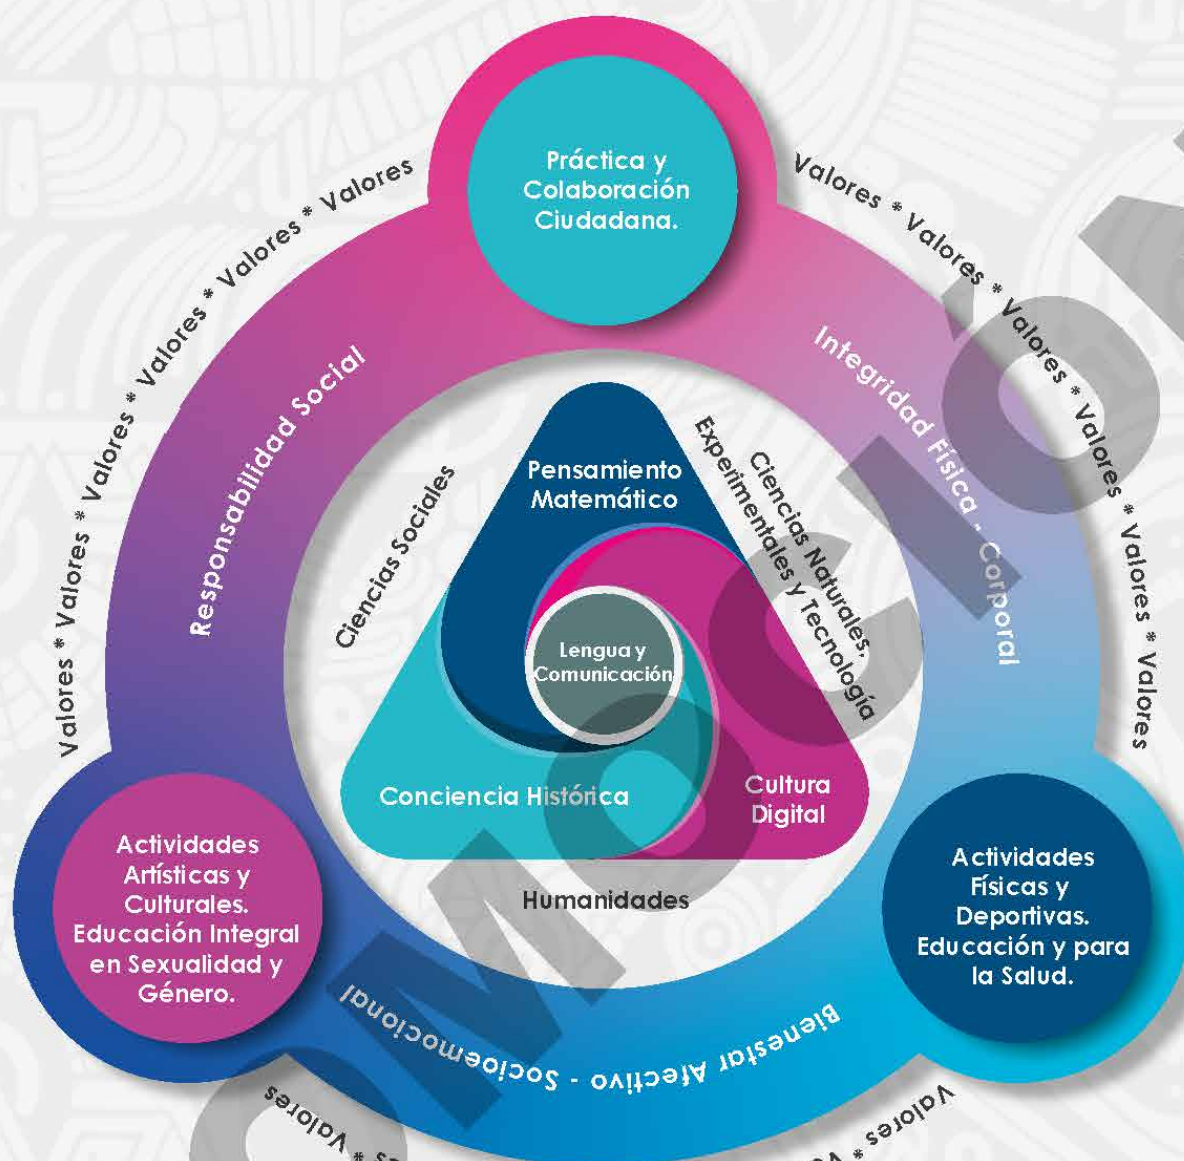 Práctica y
Colaboración
Ciudadana.
Valores * Valores * Valores * Valores * Valores * Valores
Valores * Valores * Valores * Valores * Valores * Valores
Responsabilidad Social
Integridad Física - Corporal
Ciencias Sociales
Ciencias Naturales,
Experimentales y Tecnología
Pensamiento
Matemático
Lengua y
Comunicación
Conciencia Histórica
Cultura
Digital
Humanidades
Actividades
Artísticas y
Culturales.
Educación Integral
en Sexualidad y
Género.
Actividades
Físicas y
Deportivas.
Educación y para
la Salud.
Bienestar Afectivo - Socioemocional
Valores *
Valores *